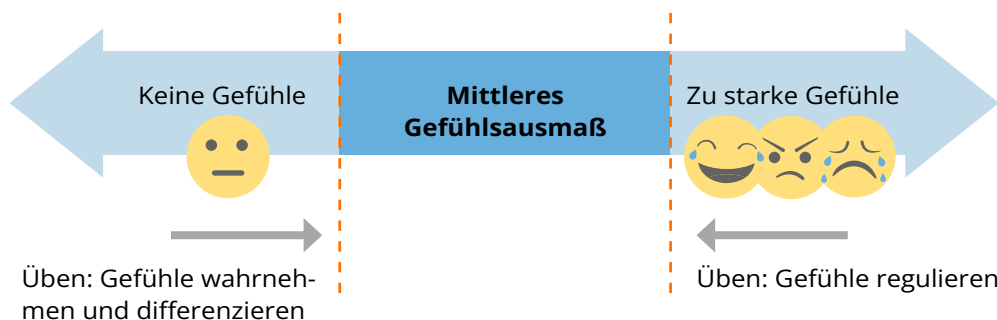 Keine Gefühle
Mittleres
Gefühlsausmaß
Zu starke Gefühle
Üben: Gefühle wahrneh-
men und differenzieren
Üben: Gefühle regulieren